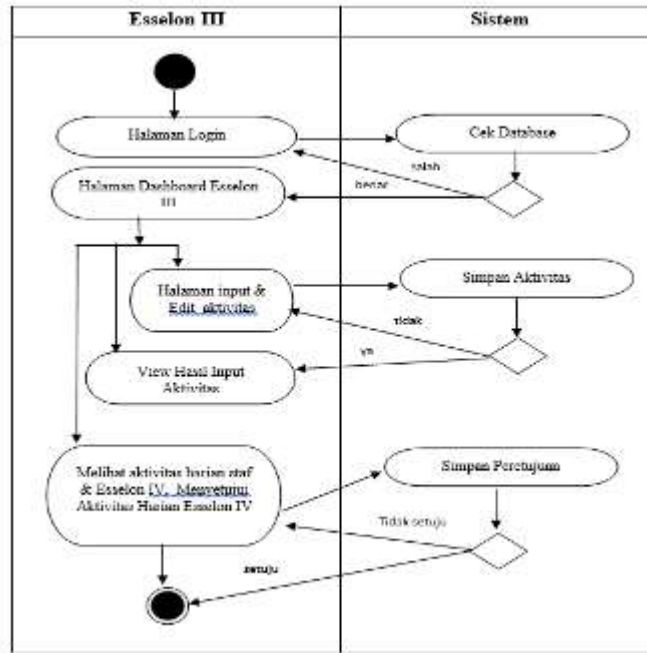 Esselon III
Sistem
Halaman Login
Cek Database
salah
benar
Halaman Dashboard Esselon
III
Halaman input &
Edit aktivitas
Simpan Aktivitas
Tidak
ya
View Hasil Input
Aktivitas
Melihat aktivitas harian staf
& Esselon IV, Menyetujui
Aktivitas Harian Esselon IV
Simpan Peretujuan
Tidak setuju
setuju